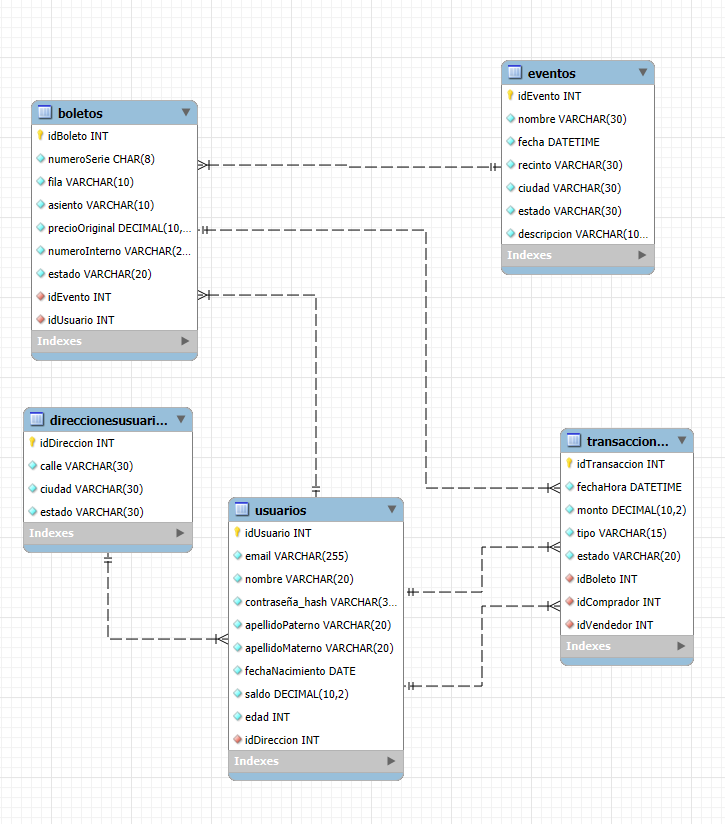 boletos
idBoleto INT
numeroSerie CHAR(8)
fila VARCHAR(10)
asiento VARCHAR(10)
precioOriginal DECIMAL(10,...
numeroInterno VARCHAR(2...
estado VARCHAR(20)
idEvento INT
idUsuario INT
Indexes
eventos
idEvento INT
nombre VARCHAR(30)
fecha DATETIME
recinto VARCHAR(30)
ciudad VARCHAR(30)
estado VARCHAR(30)
descripcion VARCHAR(10...
Indexes
direccionesusuari...
idDireccion INT
calle VARCHAR(30)
ciudad VARCHAR(30)
estado VARCHAR(30)
Indexes
usuarios
idUsuario INT
email VARCHAR(255)
nombre VARCHAR(20)
contraseña_hash VARCHAR(3...
apellidoPaterno VARCHAR(20)
apellidoMaterno VARCHAR(20)
fechaNacimiento DATE
saldo DECIMAL(10,2)
edad INT
idDireccion INT
Indexes
transaccion...
idTransaccion INT
fechaHora DATETIME
monto DECIMAL(10,2)
tipo VARCHAR(15)
estado VARCHAR(20)
idBoleto INT
idComprador INT
idVendedor INT
Indexes